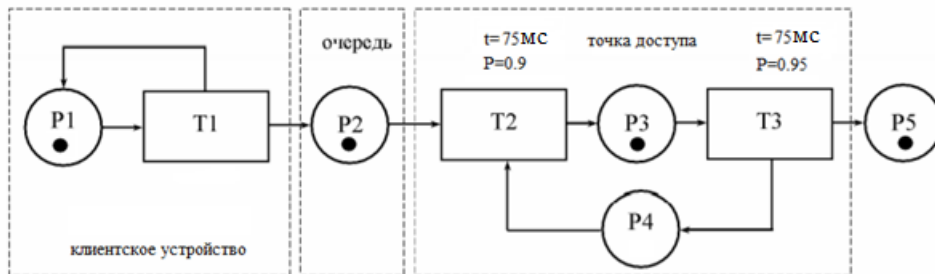 очередь
t=75МС
P=0.9
точка доступа
t=75МС
P=0.95
P1
T1
P2
T2
P3
T3
P5
P4
клиентское устройство